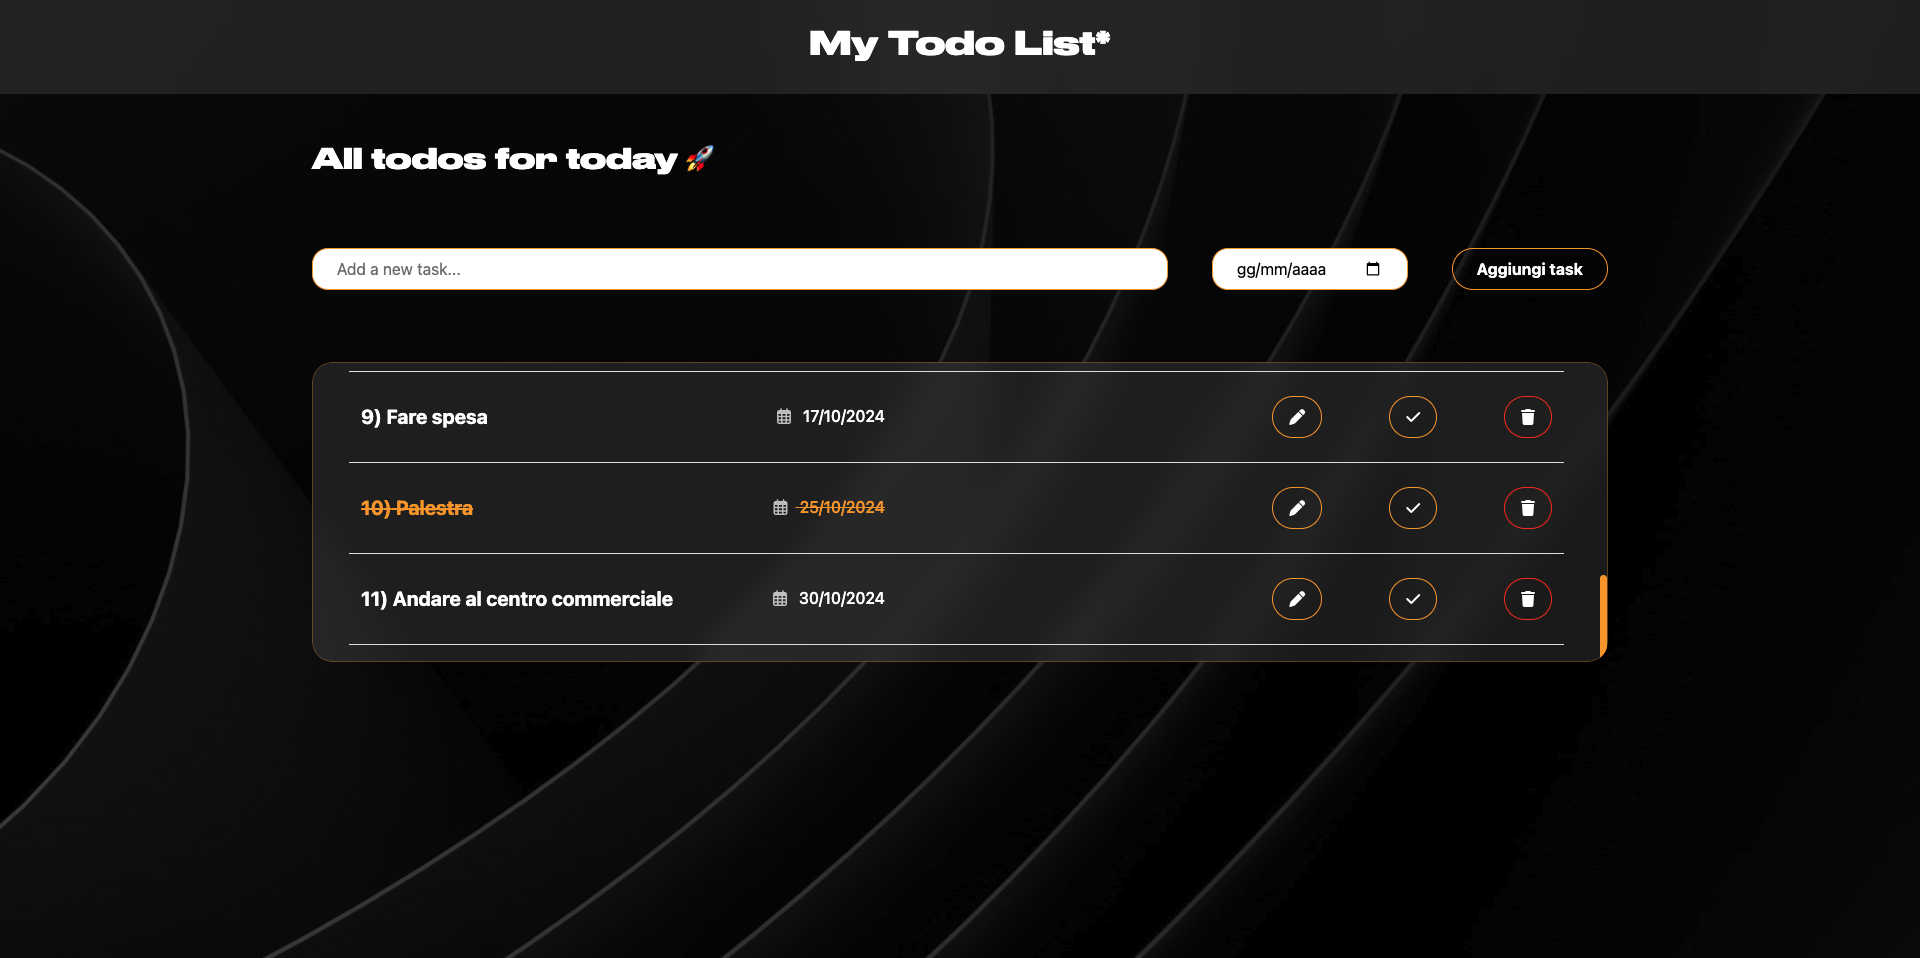 My Todo List*
All todos for today 🚀
Add a new task...
gg/mm/aaaa
Aggiungi task
9) Fare spesa 17/10/2024
10) Palestra 25/10/2024
11) Andare al centro commerciale 30/10/2024